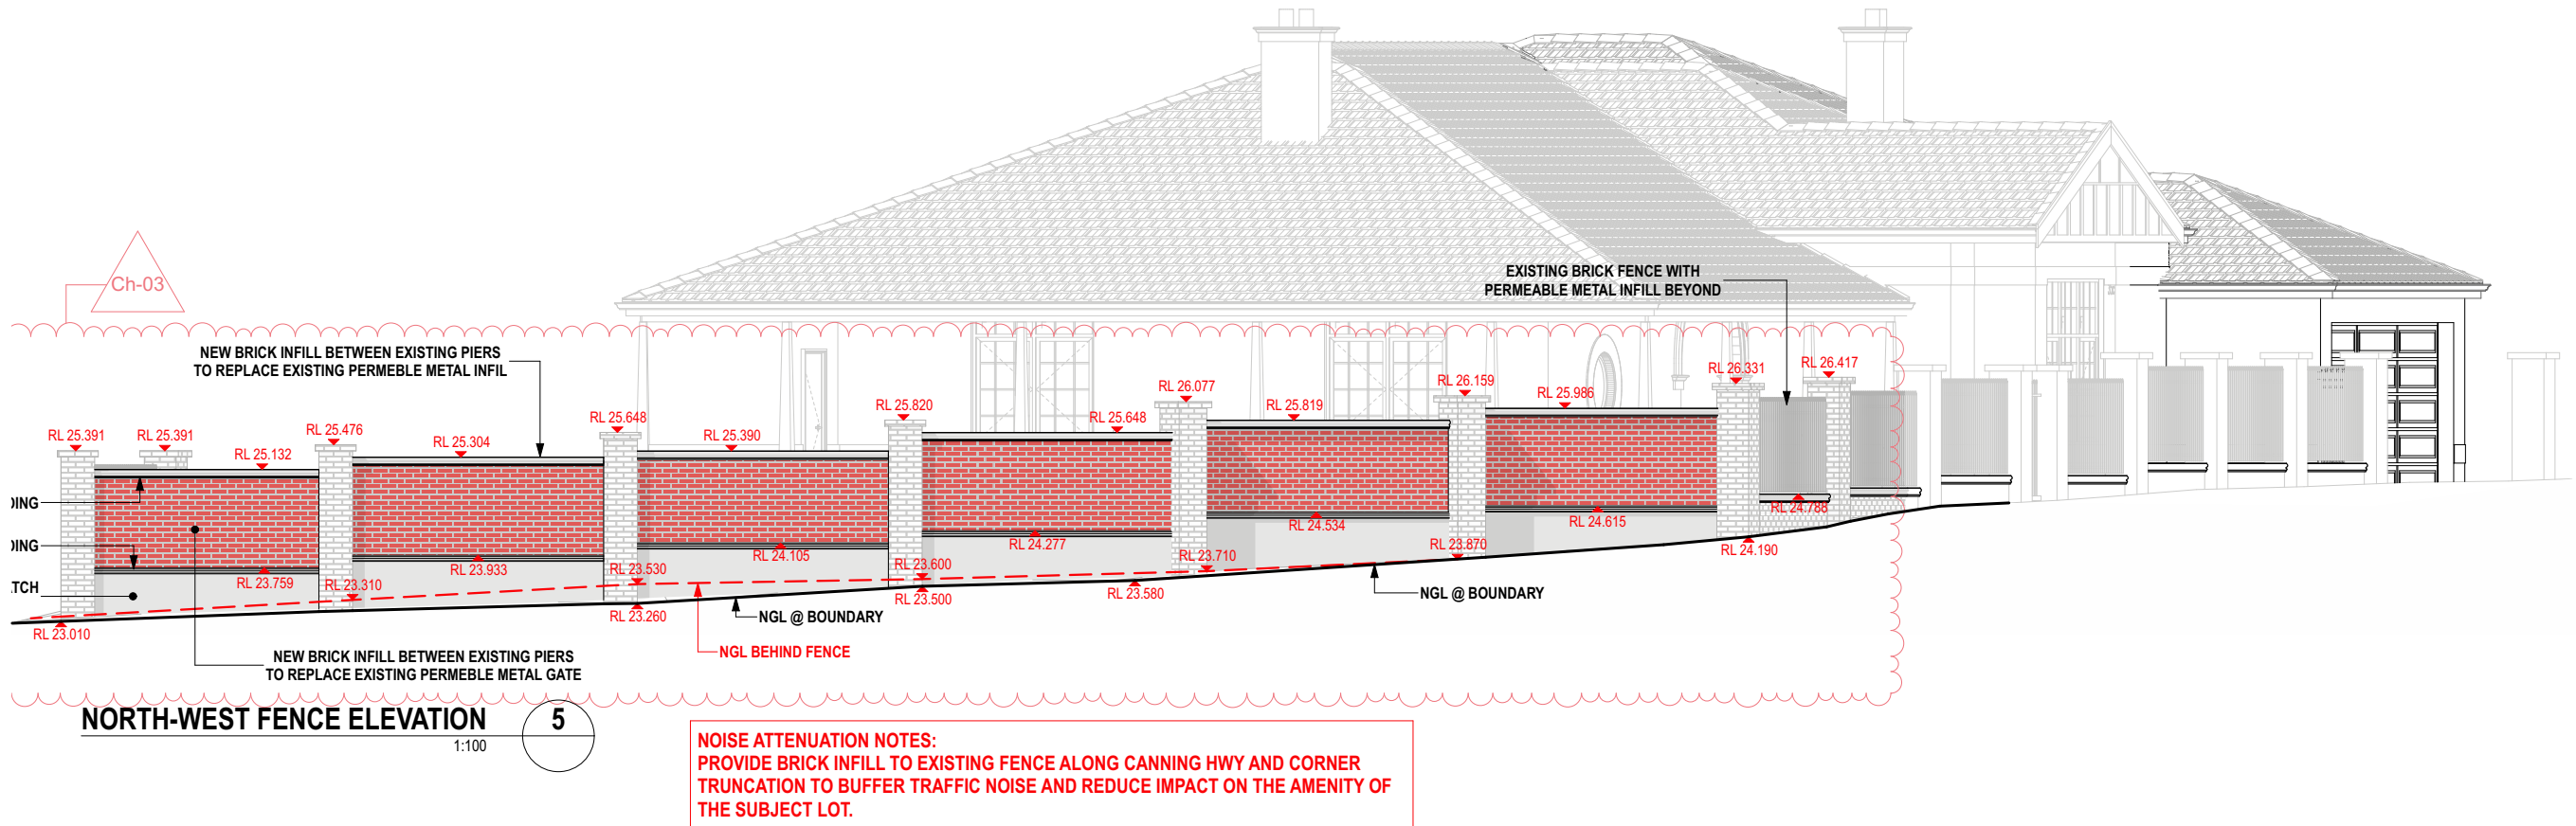 Ch-03
EXISTING BRICK FENCE WITH
PERMEABLE METAL INFILL BEYOND
NEW BRICK INFILL BETWEEN EXISTING PIERS
TO REPLACE EXISTING PERMEBLE METAL INFIL
RL 25.391
RL 25.391
RL 25.132
RL 25.476
RL 25.304
RL 25.648
RL 25.390
RL 25.820
RL 25.648
RL 26.077
RL 25.819
RL 26.159
RL 25.986
RL 26.331
RL 26.417
DING
DING
ATCH
RL 23.759
RL 23.310
RL 23.933
RL 23.530
RL 24.105
RL 23.600
RL 24.277
RL 23.710
RL 24.534
RL 23.870
RL 24.615
RL 24.788
RL 24.190
RL 23.010
RL 23.260
RL 23.500
RL 23.580
NGL @ BOUNDARY
NGL @ BOUNDARY
NGL BEHIND FENCE
NEW BRICK INFILL BETWEEN EXISTING PIERS
TO REPLACE EXISTING PERMEBLE METAL GATE
NORTH-WEST FENCE ELEVATION
1:100
5
NOISE ATTENUATION NOTES:
PROVIDE BRICK INFILL TO EXISTING FENCE ALONG CANNING HWY AND CORNER
TRUNCATION TO BUFFER TRAFFIC NOISE AND REDUCE IMPACT ON THE AMENITY OF
THE SUBJECT LOT.